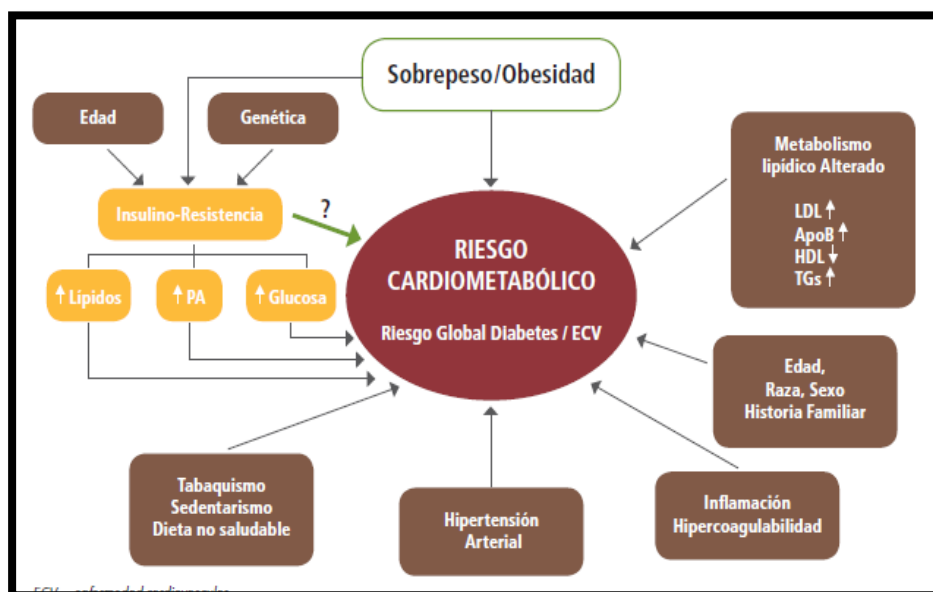 Sobrepeso/Obesidad
Edad
Genética
Insulino-Resistencia
?
↑ Lípidos
↑ PA
↑ Glucosa
RIESGO
CARDIOMETABÓLICO
Riesgo Global Diabetes / ECV
Metabolismo
lipídico Alterado
LDL ↑
ApoB ↑
HDL ↓
TGs ↑
Edad,
Raza, Sexo
Historia Familiar
Inflamación
Hipercoagulabilidad
Hipertensión
Arterial
Tabaquismo
Sedentarismo
Dieta no saludable